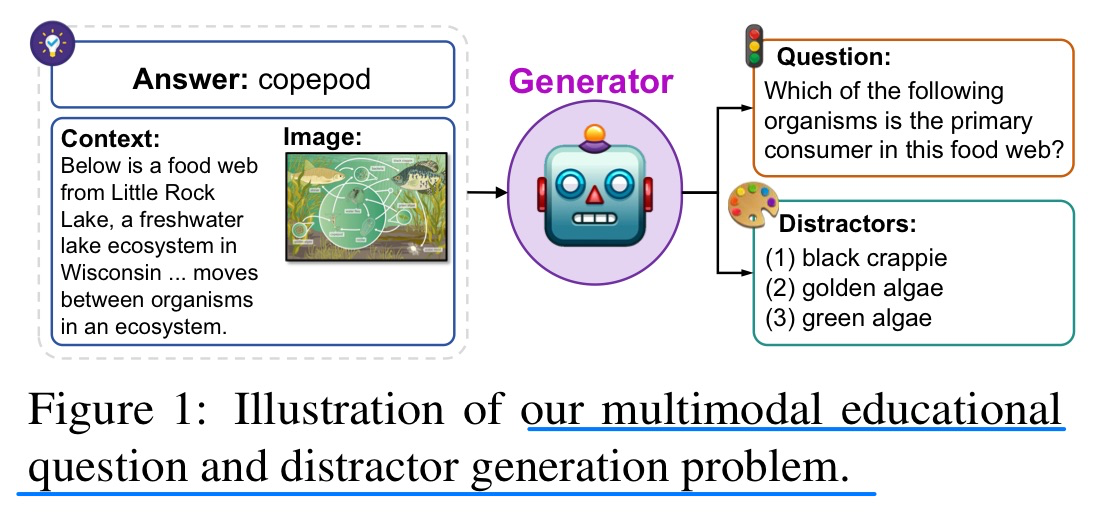 Answer: copepod
Context:
Below is a food web
from Little Rock
Lake, a freshwater
lake ecosystem in
Wisconsin ... moves
between organisms
in an ecosystem.
Image:
Generator
Question:
Which of the following
organisms is the primary
consumer in this food web?
Distractors:
(1) black crappie
(2) golden algae
(3) green algae
Figure 1: Illustration of our multimodal educational
question and distractor generation problem.